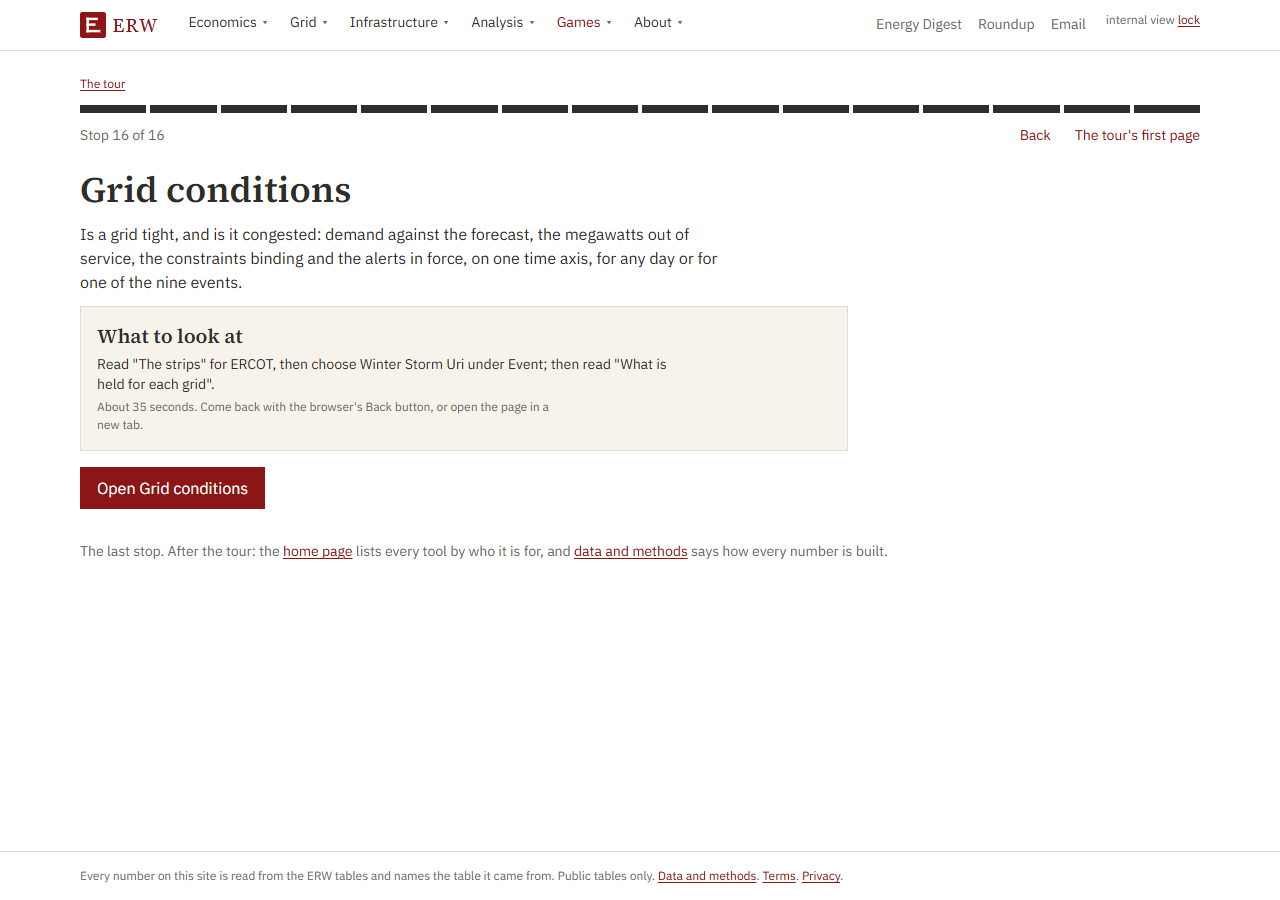 E ERW Economics Grid Infrastructure Analysis Games About Energy Digest Roundup Email internal view lock
The tour
Stop 16 of 16 Back The tour's first page
Grid conditions
Is a grid tight, and is it congested: demand against the forecast, the megawatts out of
service, the constraints binding and the alerts in force, on one time axis, for any day or for
one of the nine events.
What to look at
Read "The strips" for ERCOT, then choose Winter Storm Uri under Event; then read "What is
held for each grid".
About 35 seconds. Come back with the browser's Back button, or open the page in a
new tab.
Open Grid conditions
The last stop. After the tour: the home page lists every tool by who it is for, and data and methods says how every number is built.
Every number on this site is read from the ERW tables and names the table it came from. Public tables only. Data and methods. Terms. Privacy.